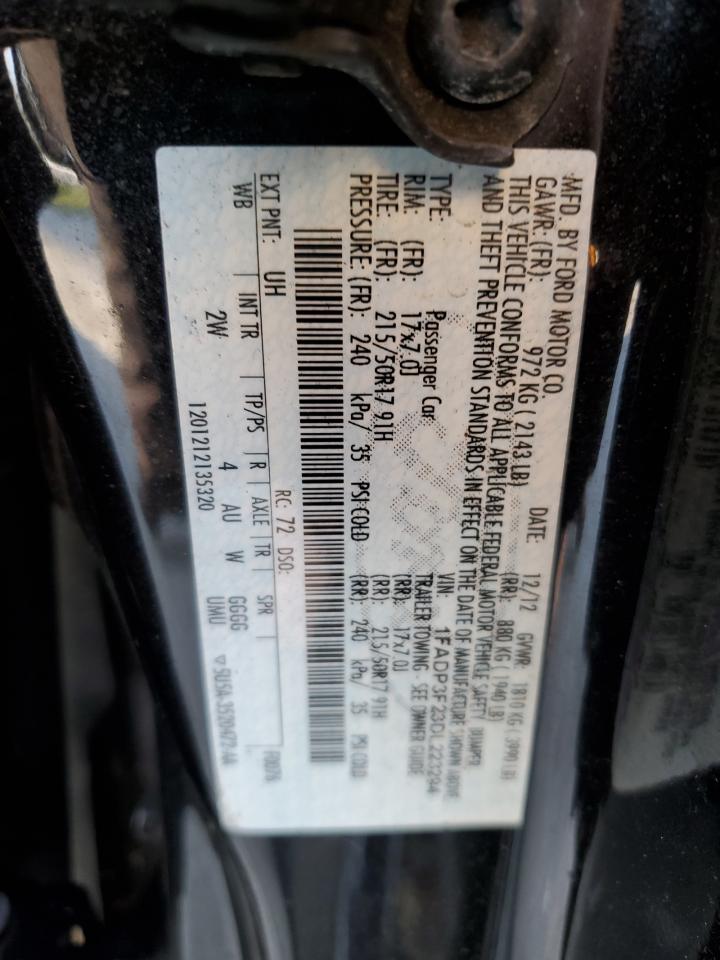 MFD. BY FORD MOTOR CO.
DATE: 12/12 GVWR: 1810 KG ( 3990 LB)
GAWR: (FR): 972 KG ( 2143 LB) (RR): 880 KG ( 1940 LB)
THIS VEHICLE CONFORMS TO ALL APPLICABLE FEDERAL MOTOR VEHICLE SAFETY BUMPER
AND THEFT PREVENTION STANDARDS IN EFFECT ON THE DATE OF MANUFACTURE SHOWN ABOVE
VIN: 1FADP3F23DL223294
TYPE: Passenger Car TRAILER TOWING - SEE OWNER GUIDE
RIM: (FR): 17x7.0J (RR): 17x7.0J
TIRE: (FR): 215/50R17 91H (RR): 215/50R17 91H
PRESSURE: (FR): 240 kPa/ 35 PSI COLD (RR): 240 kPa/ 35 PSI COLD
EXT PNT: UH RC: 72 DSO: F0076
WB INT TR TP/PS R AXLE TR SPR
2W 4 AU W GGGG
UMU
1201212135320